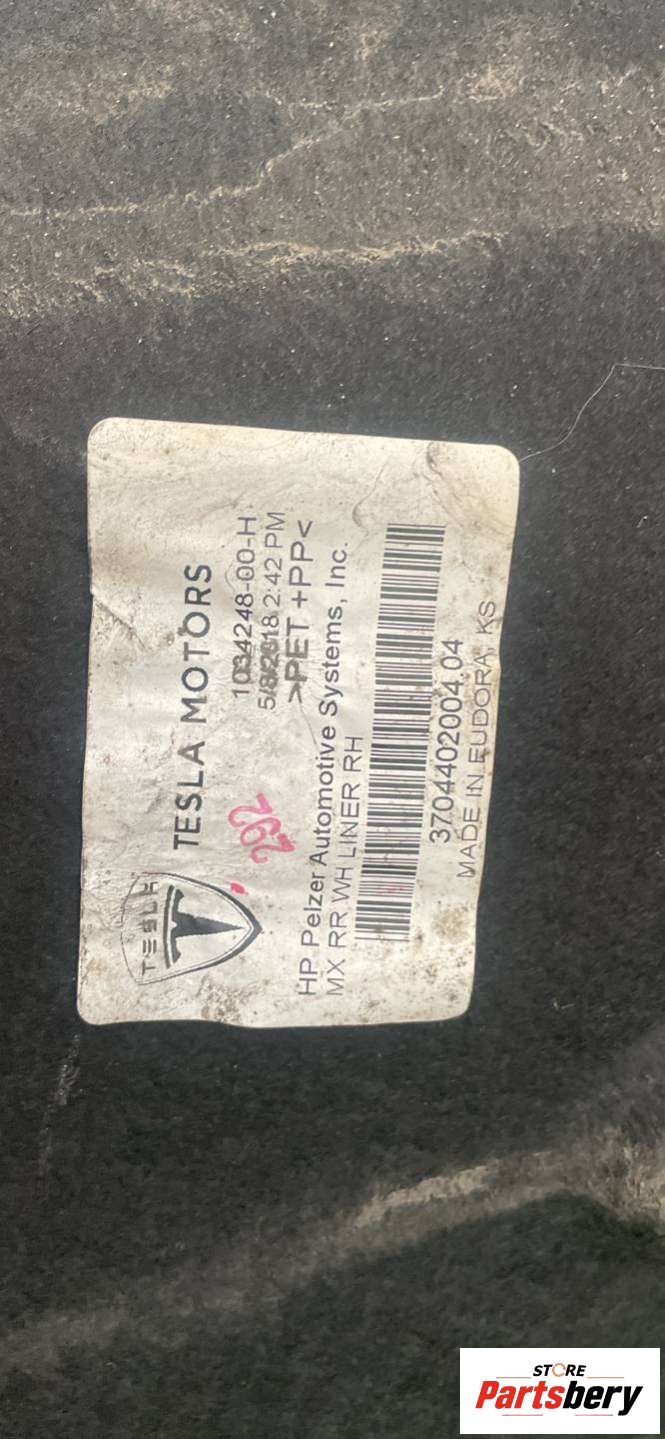 TESLA
TESLA MOTORS
1034248-00-H
2:42 PM
>PET +PP<
292
HP Pelzer Automotive Systems, Inc.
MX RR WH LINER RH
3704402004.04
MADE IN EUDORA, KS
STORE
Partsbery